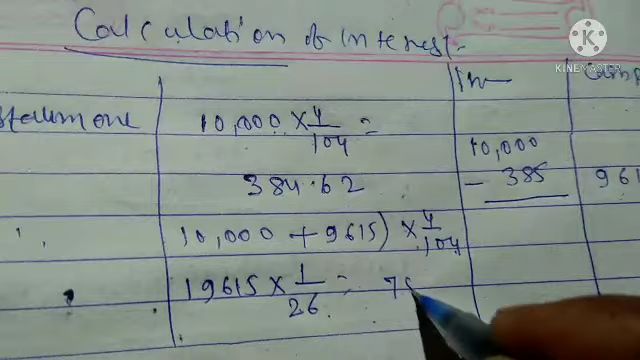 Calculation of interest.
KINEMASTER
10,000 × 4/104 =
10,000
384.62
- 385
961
10,000 + 9615) × 4/104
19615 × 1/26 =